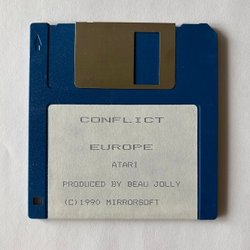 CONFLICT
EUROPE
ATARI
PRODUCED BY BEAU JOLLY
(C)1990 MIRRORSOFT